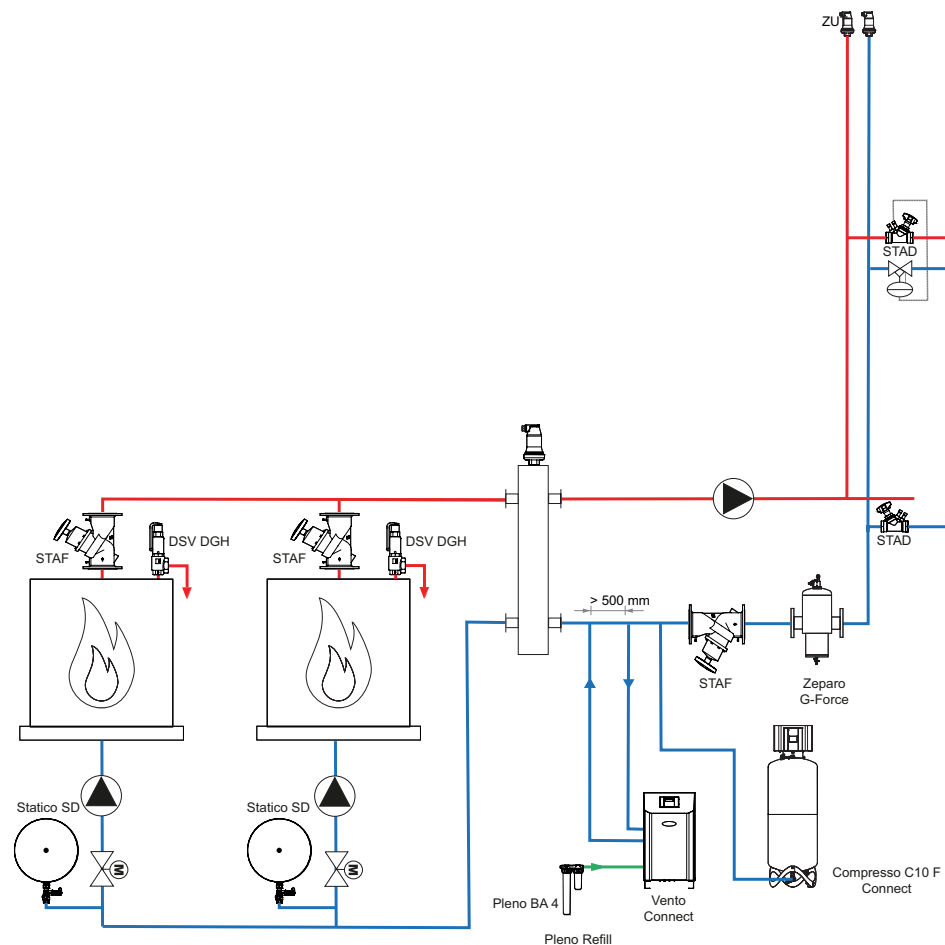 ZU
STAD
STAF
DSV DGH
STAF
DSV DGH
STAD
> 500 mm
STAF
Zeparo
G-Force
Statico SD
M
Statico SD
M
Pleno BA 4
Pleno Refill
Vento
Connect
Compresso C10 F
Connect